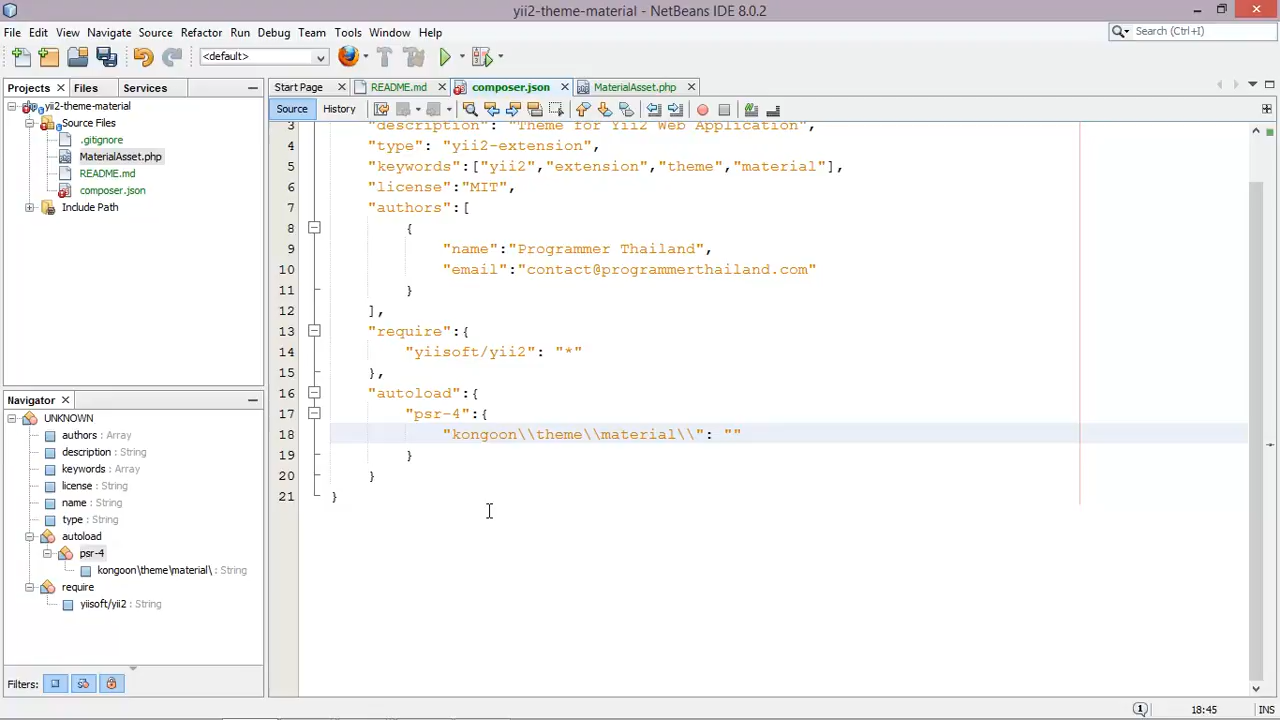 yii2-theme-material - NetBeans IDE 8.0.2
File Edit View Navigate Source Refactor Run Debug Team Tools Window Help
Search (Ctrl+I)
<default>
Projects Files Services
Start Page README.md composer.json MaterialAsset.php
Source History
yii2-theme-material
Source Files
.gitignore
MaterialAsset.php
README.md
composer.json
Include Path
3 "description": "Theme for Yii2 Web Application",
4 "type": "yii2-extension",
5 "keywords":["yii2","extension","theme","material"],
6 "license":"MIT",
7 "authors":[
8 {
9 "name":"Programmer Thailand",
10 "email":"contact@programmerthailand.com"
11 }
12 ],
13 "require":{
14 "yiisoft/yii2": "*"
15 },
16 "autoload":{
17 "psr-4":{
18 "kongoon\\theme\\material\\": ""
19 }
20 }
21 }
Navigator
UNKNOWN
authors : Array
description : String
keywords : Array
license : String
name : String
type : String
autoload
psr-4
kongoon\theme\material\ : String
require
yiisoft/yii2 : String
Filters:
1 18:45 INS